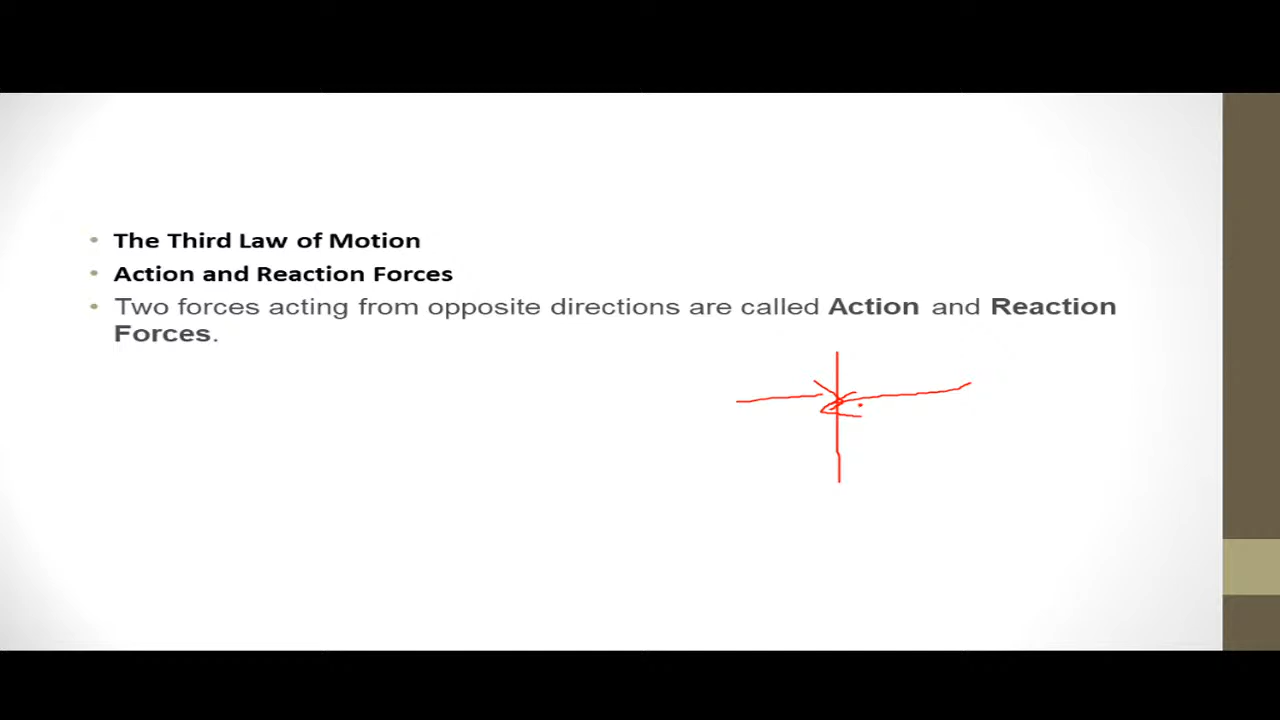 • The Third Law of Motion
• Action and Reaction Forces
• Two forces acting from opposite directions are called Action and Reaction
Forces.